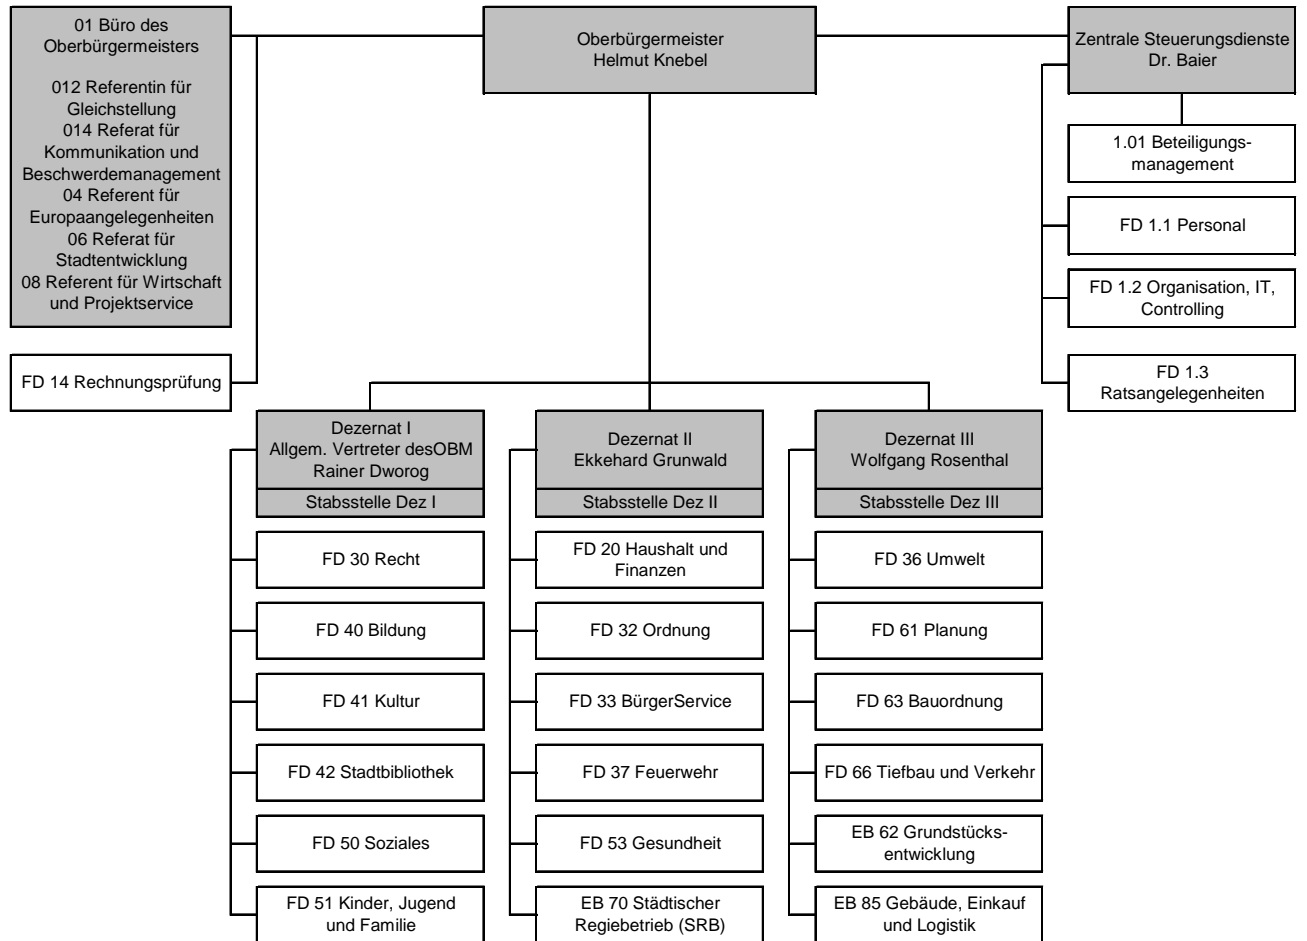 01 Büro des
Oberbürgermeisters
012 Referentin für
Gleichstellung
014 Referat für
Kommunikation und
Beschwerdemanagement
04 Referent für
Europaangelegenheiten
06 Referat für
Stadtentwicklung
08 Referent für Wirtschaft
und Projektservice
FD 14 Rechnungsprüfung
Oberbürgermeister
Helmut Knebel
Zentrale Steuerungsdienste
Dr. Baier
1.01 Beteiligungs-
management
FD 1.1 Personal
FD 1.2 Organisation, IT,
Controlling
FD 1.3
Ratsangelegenheiten
Dezernat I
Allgem. Vertreter desOBM
Rainer Dworog
Stabsstelle Dez I
FD 30 Recht
FD 40 Bildung
FD 41 Kultur
FD 42 Stadtbibliothek
FD 50 Soziales
FD 51 Kinder, Jugend
und Familie
Dezernat II
Ekkehard Grunwald
Stabsstelle Dez II
FD 20 Haushalt und
Finanzen
FD 32 Ordnung
FD 33 BürgerService
FD 37 Feuerwehr
FD 53 Gesundheit
EB 70 Städtischer
Regiebetrieb (SRB)
Dezernat III
Wolfgang Rosenthal
Stabsstelle Dez III
FD 36 Umwelt
FD 61 Planung
FD 63 Bauordnung
FD 66 Tiefbau und Verkehr
EB 62 Grundstücks-
entwicklung
EB 85 Gebäude, Einkauf
und Logistik